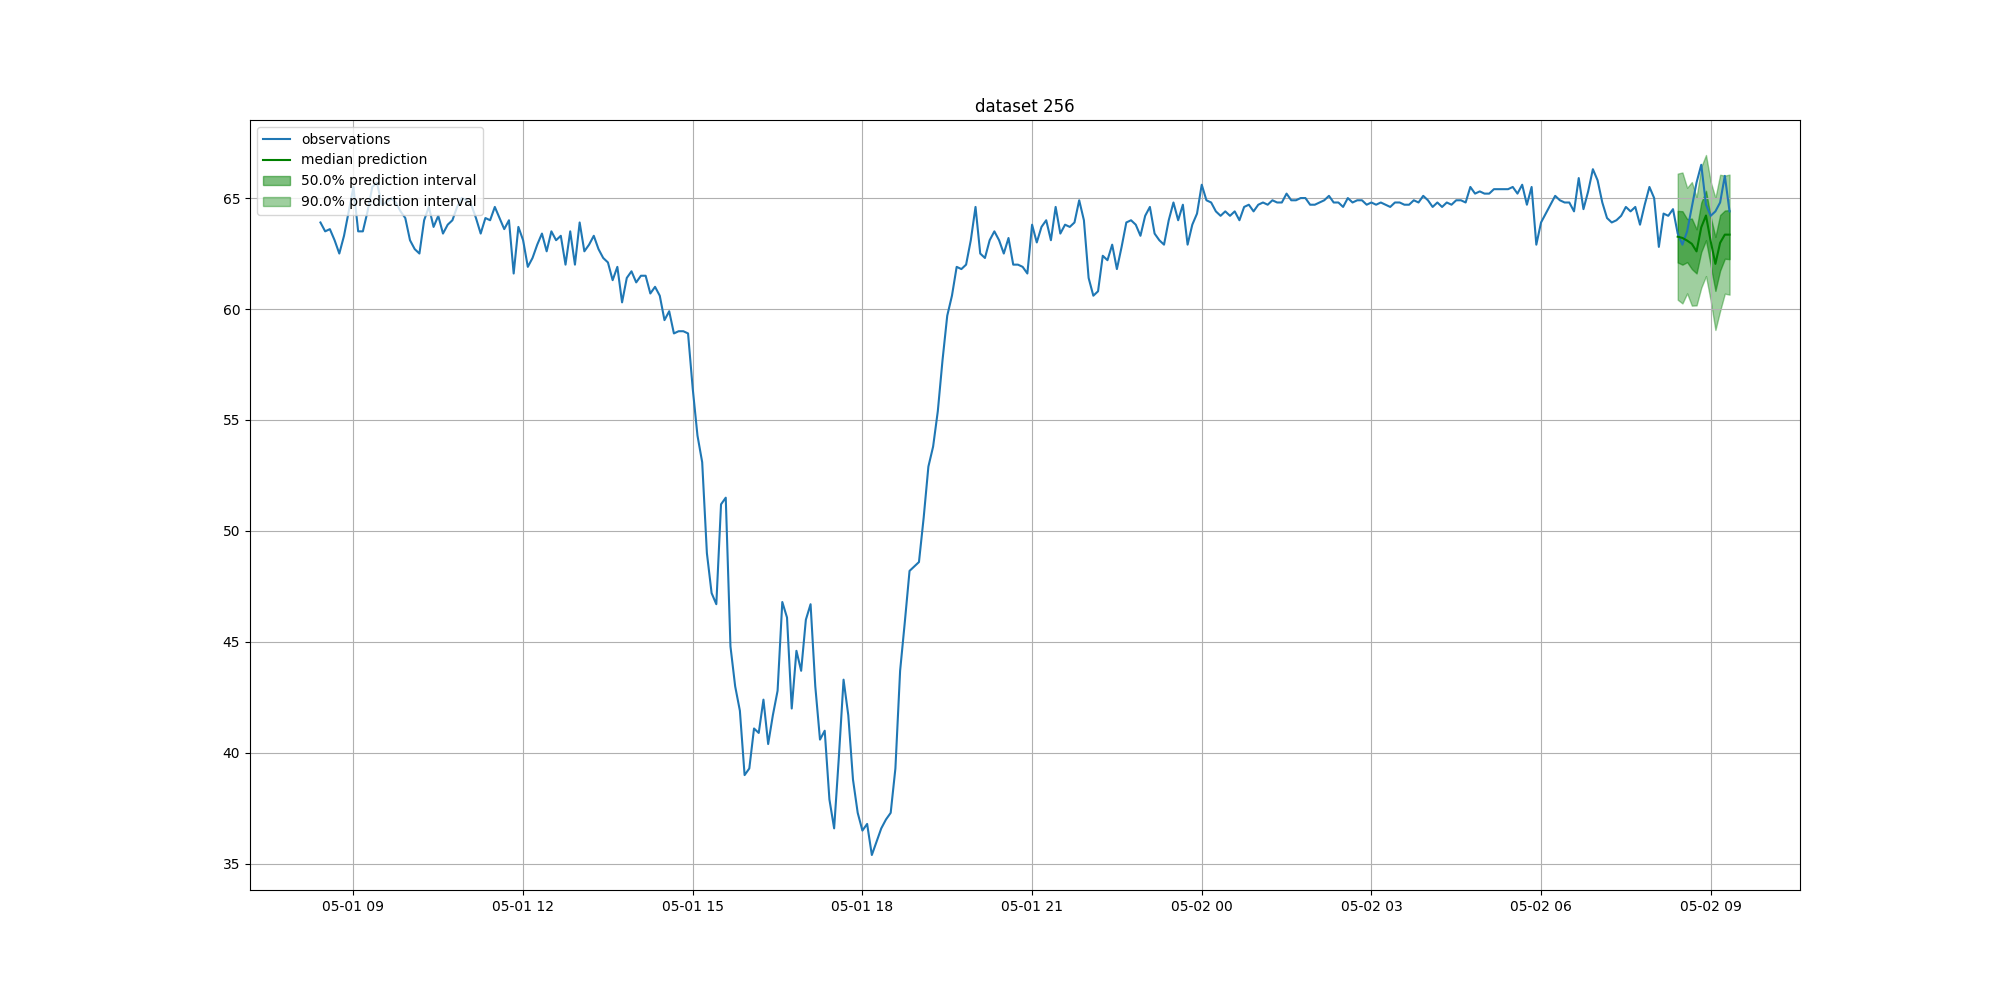 dataset 256
observations
median prediction
50.0% prediction interval
90.0% prediction interval
65
60
55
50
45
40
35
05-01 09 05-01 12 05-01 15 05-01 18 05-01 21 05-02 00 05-02 03 05-02 06 05-02 09